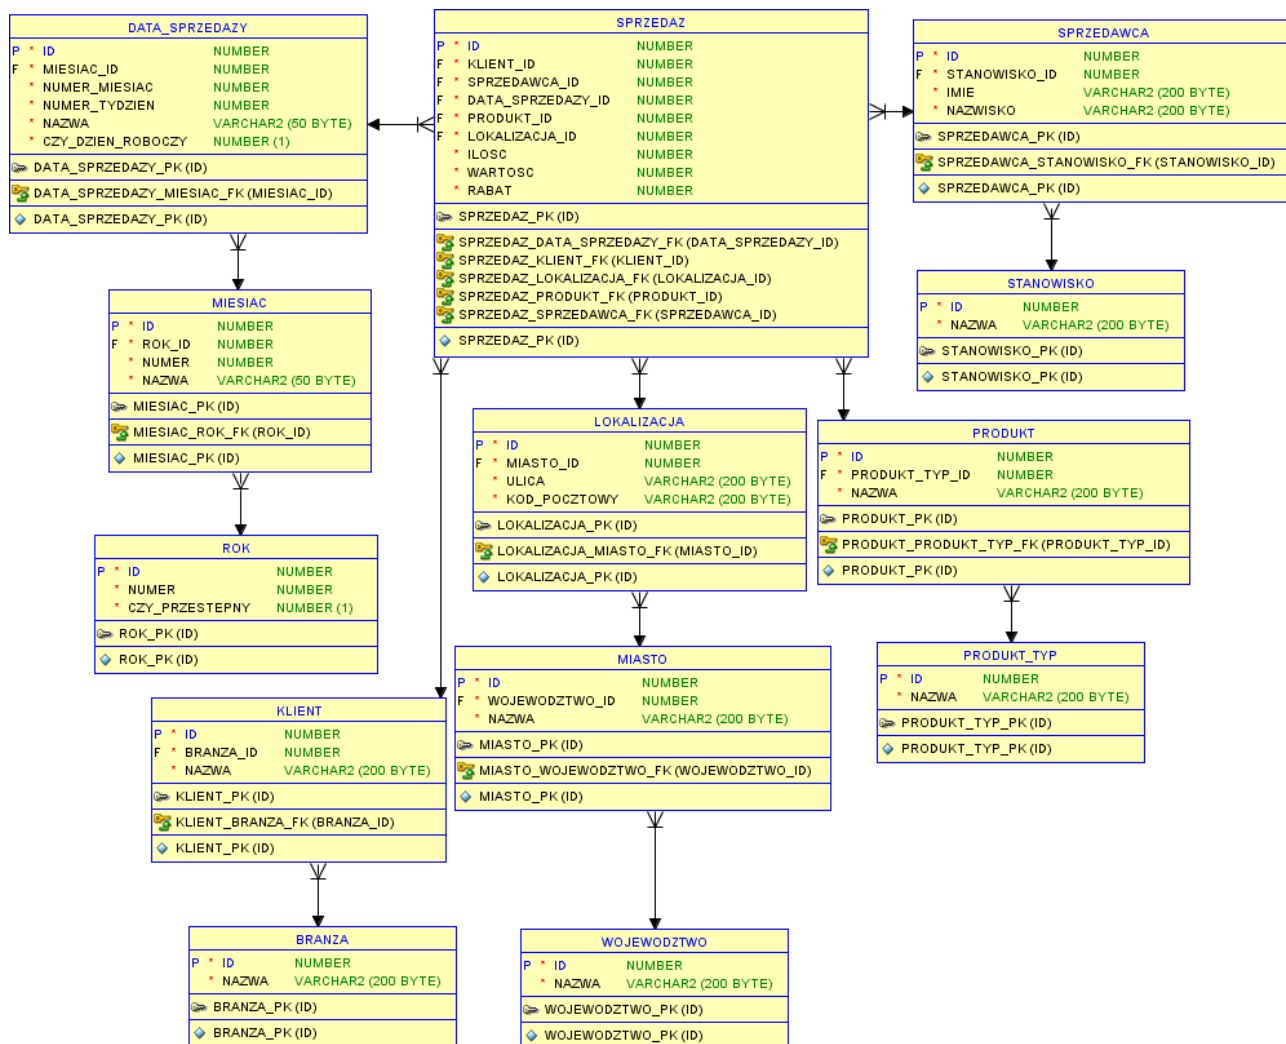 DATA_SPRZEDAZY
P * ID NUMBER
F * MIESIAC_ID NUMBER
* NUMER_MIESIAC NUMBER
* NUMER_TYDZIEN NUMBER
* NAZWA VARCHAR2 (50 BYTE)
* CZY_DZIEN_ROBOCZY NUMBER (1)
DATA_SPRZEDAZY_PK (ID)
DATA_SPRZEDAZY_MIESIAC_FK (MIESIAC_ID)
DATA_SPRZEDAZY_PK (ID)
SPRZEDAZ
P * ID NUMBER
F * KLIENT_ID NUMBER
F * SPRZEDAWCA_ID NUMBER
F * DATA_SPRZEDAZY_ID NUMBER
F * PRODUKT_ID NUMBER
F * LOKALIZACJA_ID NUMBER
* ILOSC NUMBER
* WARTOSC NUMBER
* RABAT NUMBER
SPRZEDAZ_PK (ID)
SPRZEDAZ_DATA_SPRZEDAZY_FK (DATA_SPRZEDAZY_ID)
SPRZEDAZ_KLIENT_FK (KLIENT_ID)
SPRZEDAZ_LOKALIZACJA_FK (LOKALIZACJA_ID)
SPRZEDAZ_PRODUKT_FK (PRODUKT_ID)
SPRZEDAZ_SPRZEDAWCA_FK (SPRZEDAWCA_ID)
SPRZEDAZ_PK (ID)
SPRZEDAWCA
P * ID NUMBER
F * STANOWISKO_ID NUMBER
* IMIE VARCHAR2 (200 BYTE)
* NAZWISKO VARCHAR2 (200 BYTE)
SPRZEDAWCA_PK (ID)
SPRZEDAWCA_STANOWISKO_FK (STANOWISKO_ID)
SPRZEDAWCA_PK (ID)
STANOWISKO
P * ID NUMBER
* NAZWA VARCHAR2 (200 BYTE)
STANOWISKO_PK (ID)
STANOWISKO_PK (ID)
MIESIAC
P * ID NUMBER
F * ROK_ID NUMBER
* NUMER NUMBER
* NAZWA VARCHAR2 (50 BYTE)
MIESIAC_PK (ID)
MIESIAC_ROK_FK (ROK_ID)
MIESIAC_PK (ID)
LOKALIZACJA
P * ID NUMBER
F * MIASTO_ID NUMBER
* ULICA VARCHAR2 (200 BYTE)
* KOD_POCZTOWY VARCHAR2 (200 BYTE)
LOKALIZACJA_PK (ID)
LOKALIZACJA_MIASTO_FK (MIASTO_ID)
LOKALIZACJA_PK (ID)
PRODUKT
P * ID NUMBER
F * PRODUKT_TYP_ID NUMBER
* NAZWA VARCHAR2 (200 BYTE)
PRODUKT_PK (ID)
PRODUKT_PRODUKT_TYP_FK (PRODUKT_TYP_ID)
PRODUKT_PK (ID)
ROK
P * ID NUMBER
* NUMER NUMBER
* CZY_PRZESTEPNY NUMBER (1)
ROK_PK (ID)
ROK_PK (ID)
MIASTO
P * ID NUMBER
F * WOJEWODZTWO_ID NUMBER
* NAZWA VARCHAR2 (200 BYTE)
MIASTO_PK (ID)
MIASTO_WOJEWODZTWO_FK (WOJEWODZTWO_ID)
MIASTO_PK (ID)
PRODUKT_TYP
P * ID NUMBER
* NAZWA VARCHAR2 (200 BYTE)
PRODUKT_TYP_PK (ID)
PRODUKT_TYP_PK (ID)
KLIENT
P * ID NUMBER
F * BRANZA_ID NUMBER
* NAZWA VARCHAR2 (200 BYTE)
KLIENT_PK (ID)
KLIENT_BRANZA_FK (BRANZA_ID)
KLIENT_PK (ID)
BRANZA
P * ID NUMBER
* NAZWA VARCHAR2 (200 BYTE)
BRANZA_PK (ID)
BRANZA_PK (ID)
WOJEWODZTWO
P * ID NUMBER
* NAZWA VARCHAR2 (200 BYTE)
WOJEWODZTWO_PK (ID)
WOJEWODZTWO_PK (ID)